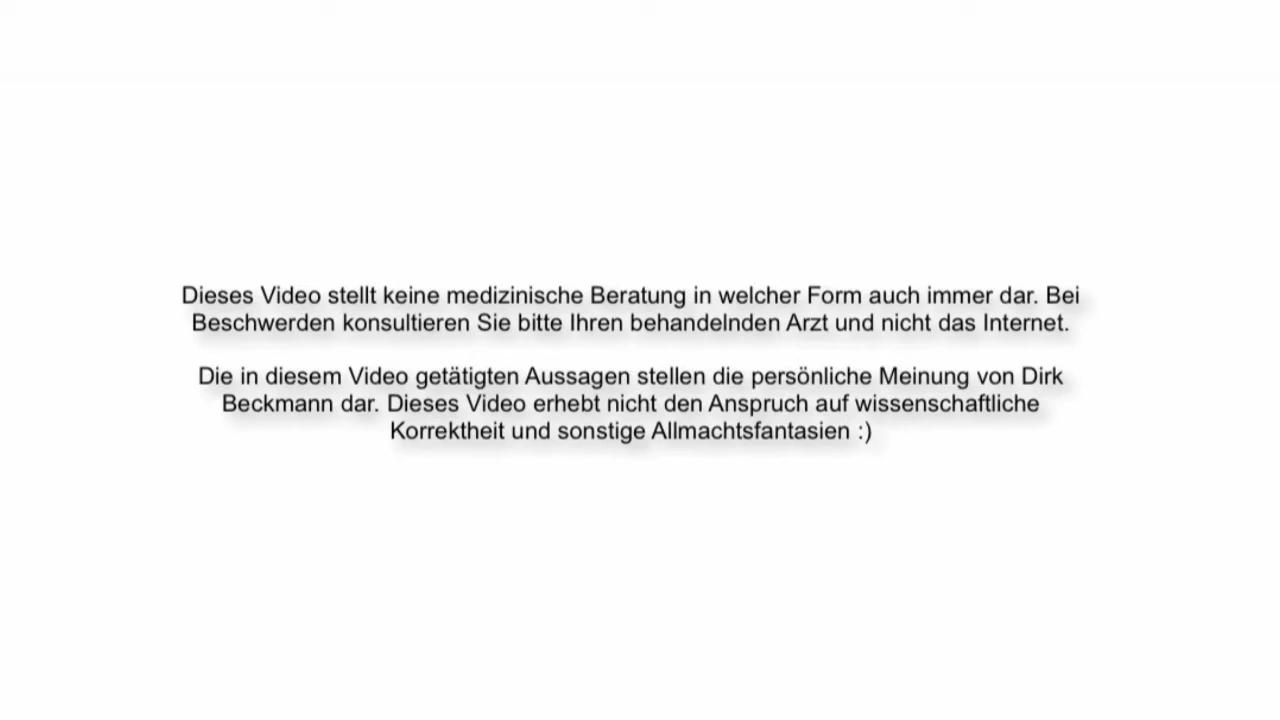 Dieses Video stellt keine medizinische Beratung in welcher Form auch immer dar. Bei
Beschwerden konsultieren Sie bitte Ihren behandelnden Arzt und nicht das Internet.
Die in diesem Video getätigten Aussagen stellen die persönliche Meinung von Dirk
Beckmann dar. Dieses Video erhebt nicht den Anspruch auf wissenschaftliche
Korrektheit und sonstige Allmachtsfantasien :)